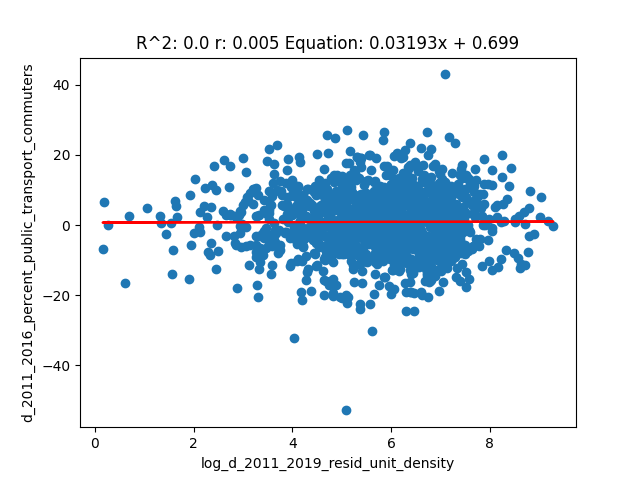 R^2: 0.0 r: 0.005 Equation: 0.03193x + 0.699
d_2011_2016_percent_public_transport_commuters
40
20
0
−20
−40
0 2 4 6 8
log_d_2011_2019_resid_unit_density